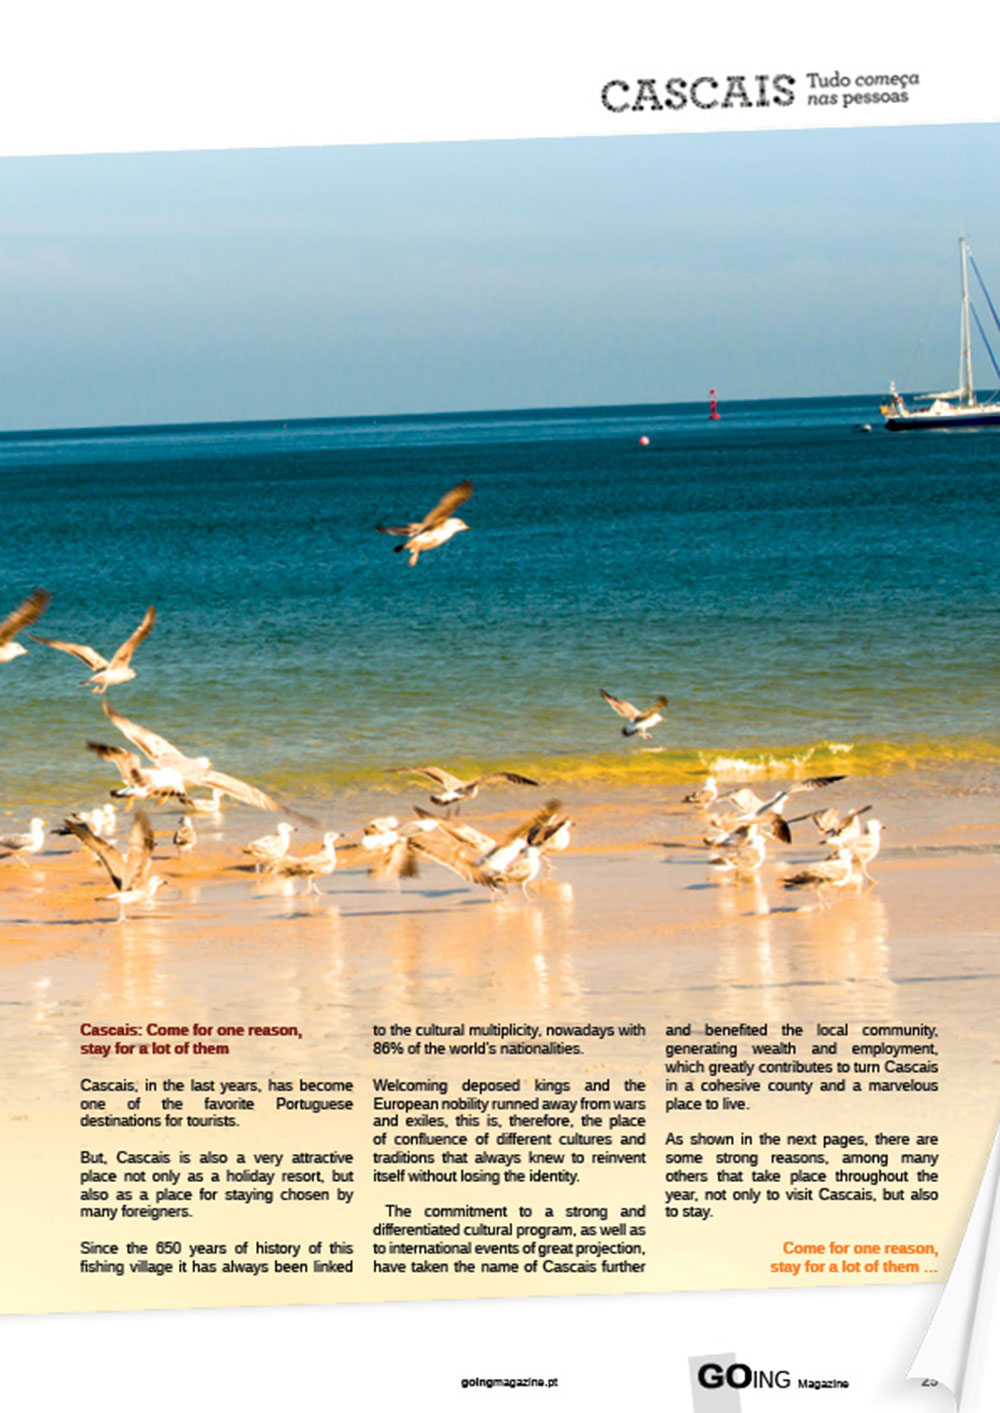 CASCAIS Tudo começa
nas pessoas
Cascais: Come for one reason,
stay for a lot of them
Cascais, in the last years, has become
one of the favorite Portuguese
destinations for tourists.
But, Cascais is also a very attractive
place not only as a holiday resort, but
also as a place for staying chosen by
many foreigners.
Since the 650 years of history of this
fishing village it has always been linked
to the cultural multiplicity, nowadays with
86% of the world's nationalities.
Welcoming deposed kings and the
European nobility runned away from wars
and exiles, this is, therefore, the place
of confluence of different cultures and
traditions that always knew to reinvent
itself without losing the identity.
The commitment to a strong and
differentiated cultural program, as well as
to international events of great projection,
have taken the name of Cascais further
and benefited the local community,
generating wealth and employment,
which greatly contributes to turn Cascais
in a cohesive county and a marvelous
place to live.
As shown in the next pages, there are
some strong reasons, among many
others that take place throughout the
year, not only to visit Cascais, but also
to stay.
Come for one reason,
stay for a lot of them ...
goingmagazine.pt
GOING Magazine